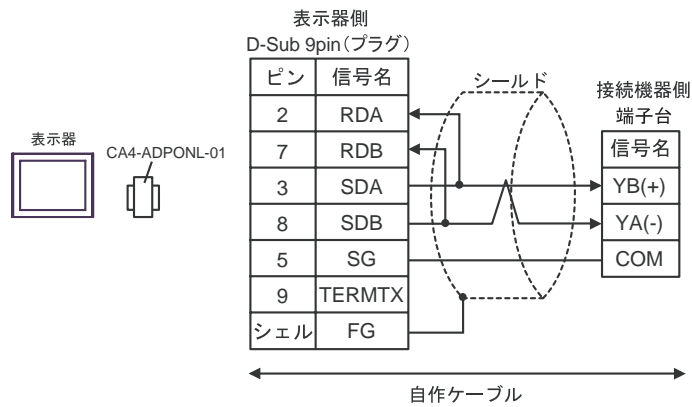 表示器側
D-Sub 9pin(プラグ)
ピン 信号名
2 RDA
7 RDB
3 SDA
8 SDB
5 SG
9 TERMTX
シェル FG
シールド
接続機器側
端子台
信号名
YB(+)
YA(-)
COM
表示器
CA4-ADPONL-01
自作ケーブル